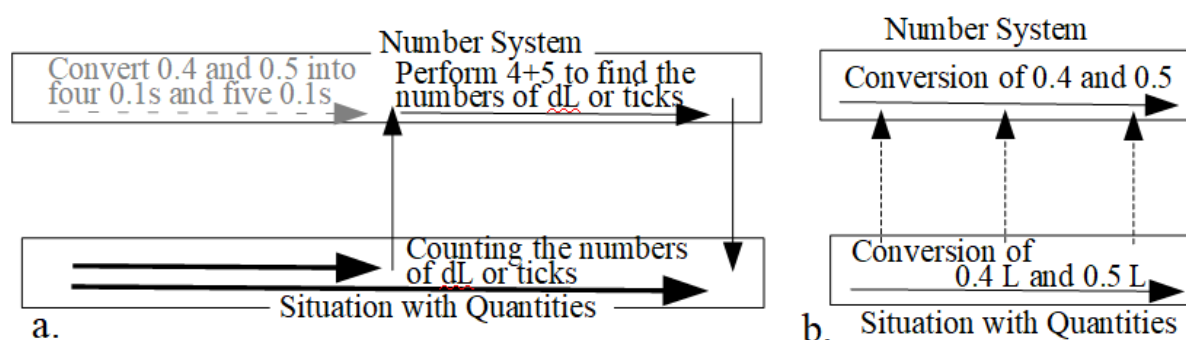 Number System
Convert 0.4 and 0.5 into
four 0.1s and five 0.1s
Perform 4+5 to find the
numbers of dL or ticks
Counting the numbers
of dL or ticks
Situation with Quantities
a.
Number System
Conversion of 0.4 and 0.5
Conversion of
0.4 L and 0.5 L
Situation with Quantities
b.